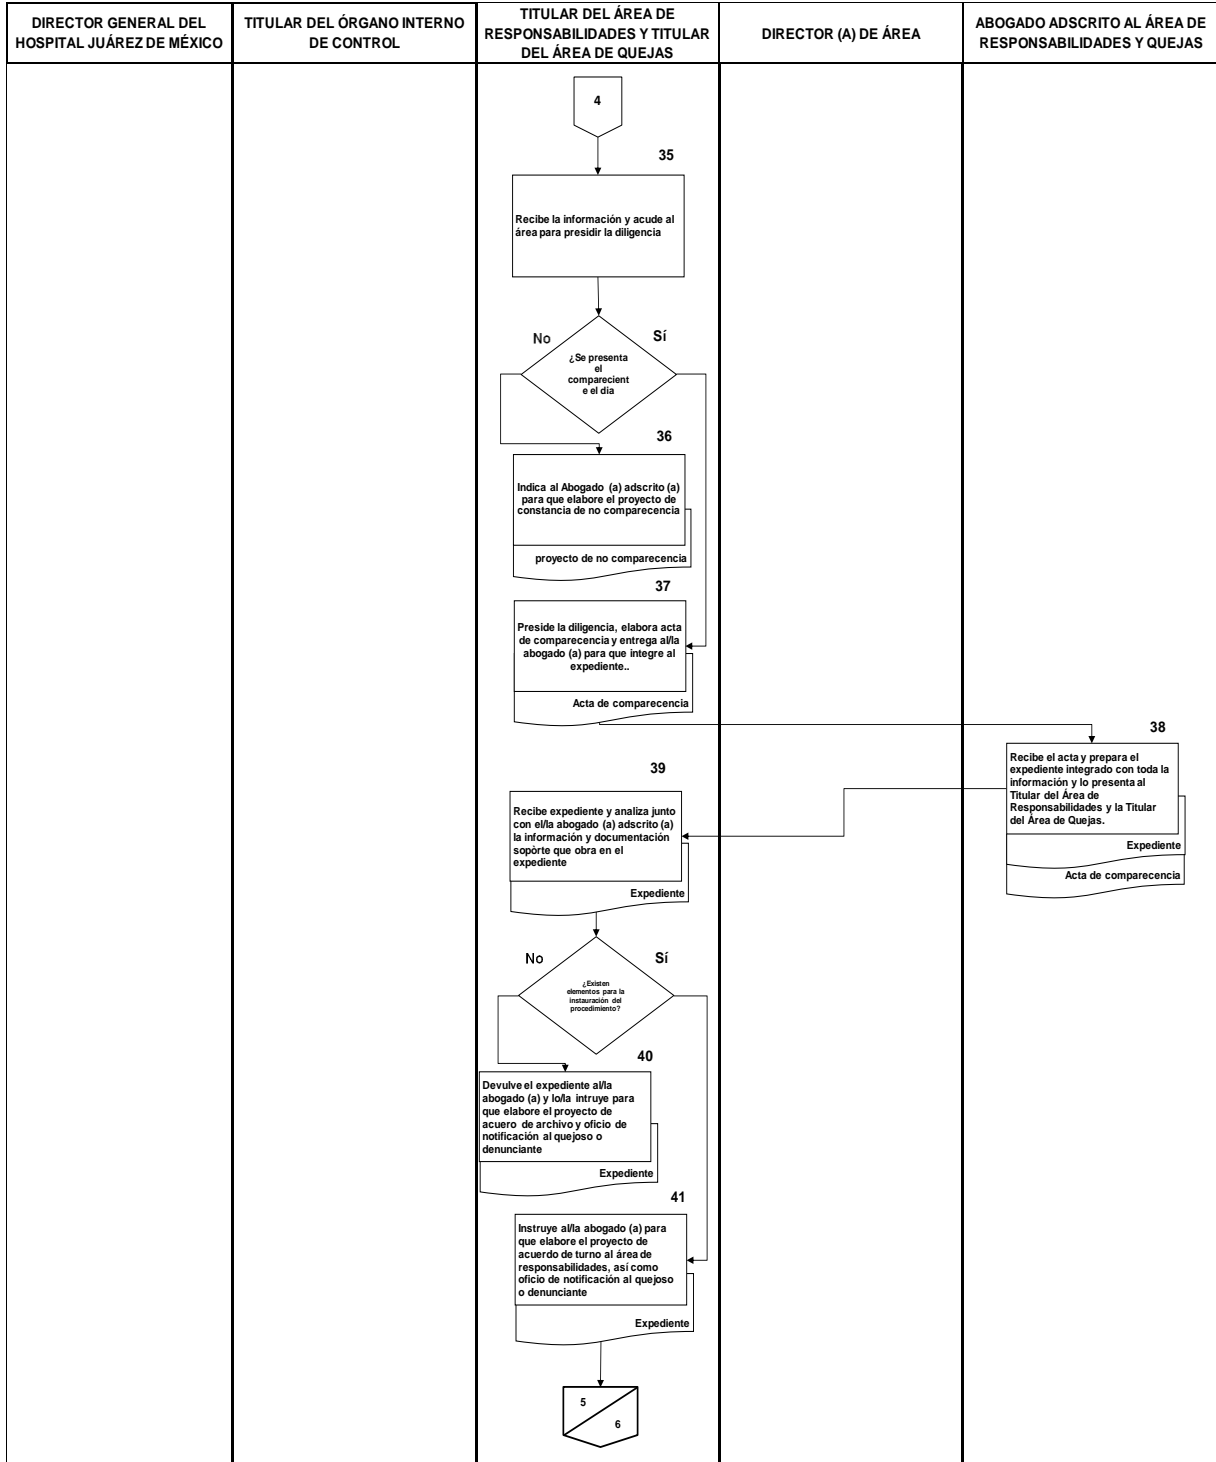 DIRECTOR GENERAL DEL
HOSPITAL JUÁREZ DE MÉXICO
TITULAR DEL ÓRGANO INTERNO
DE CONTROL
TITULAR DEL ÁREA DE
RESPONSABILIDADES Y TITULAR
DEL ÁREA DE QUEJAS
DIRECTOR (A) DE ÁREA
ABOGADO ADSCRITO AL ÁREA DE
RESPONSABILIDADES Y QUEJAS
4
35
Recibe la información y acude al
área para presidir la diligencia
No
Sí
¿Se presenta
el
comparecient
e el dia
36
Indica al Abogado (a) adscrito (a)
para que elabore el proyecto de
constancia de no comparecencia
proyecto de no comparecencia
37
Preside la diligencia, elabora acta
de comparecencia y entrega al/la
abogado (a) para que integre al
expediente..
Acta de comparecencia
38
Recibe el acta y prepara el
expediente integrado con toda la
información y lo presenta al
Titular del Área de
Responsabilidades y la Titular
del Área de Quejas.
Expediente
Acta de comparecencia
39
Recibe expediente y analiza junto
con el/la abogado (a) adscrito (a)
la información y documentación
sopòrte que obra en el
expediente
Expediente
No
Sí
¿Existen
elementos para la
instauración del
procedimiento?
40
Devulve el expediente al/la
abogado (a) y lo/la intruye para
que elabore el proyecto de
acuero de archivo y oficio de
notificación al quejoso o
denunciante
Expediente
41
Instruye al/la abogado (a) para
que elabore el proyecto de
acuerdo de turno al área de
responsabilidades, así como
oficio de notificación al quejoso
o denunciante
Expediente
5
6